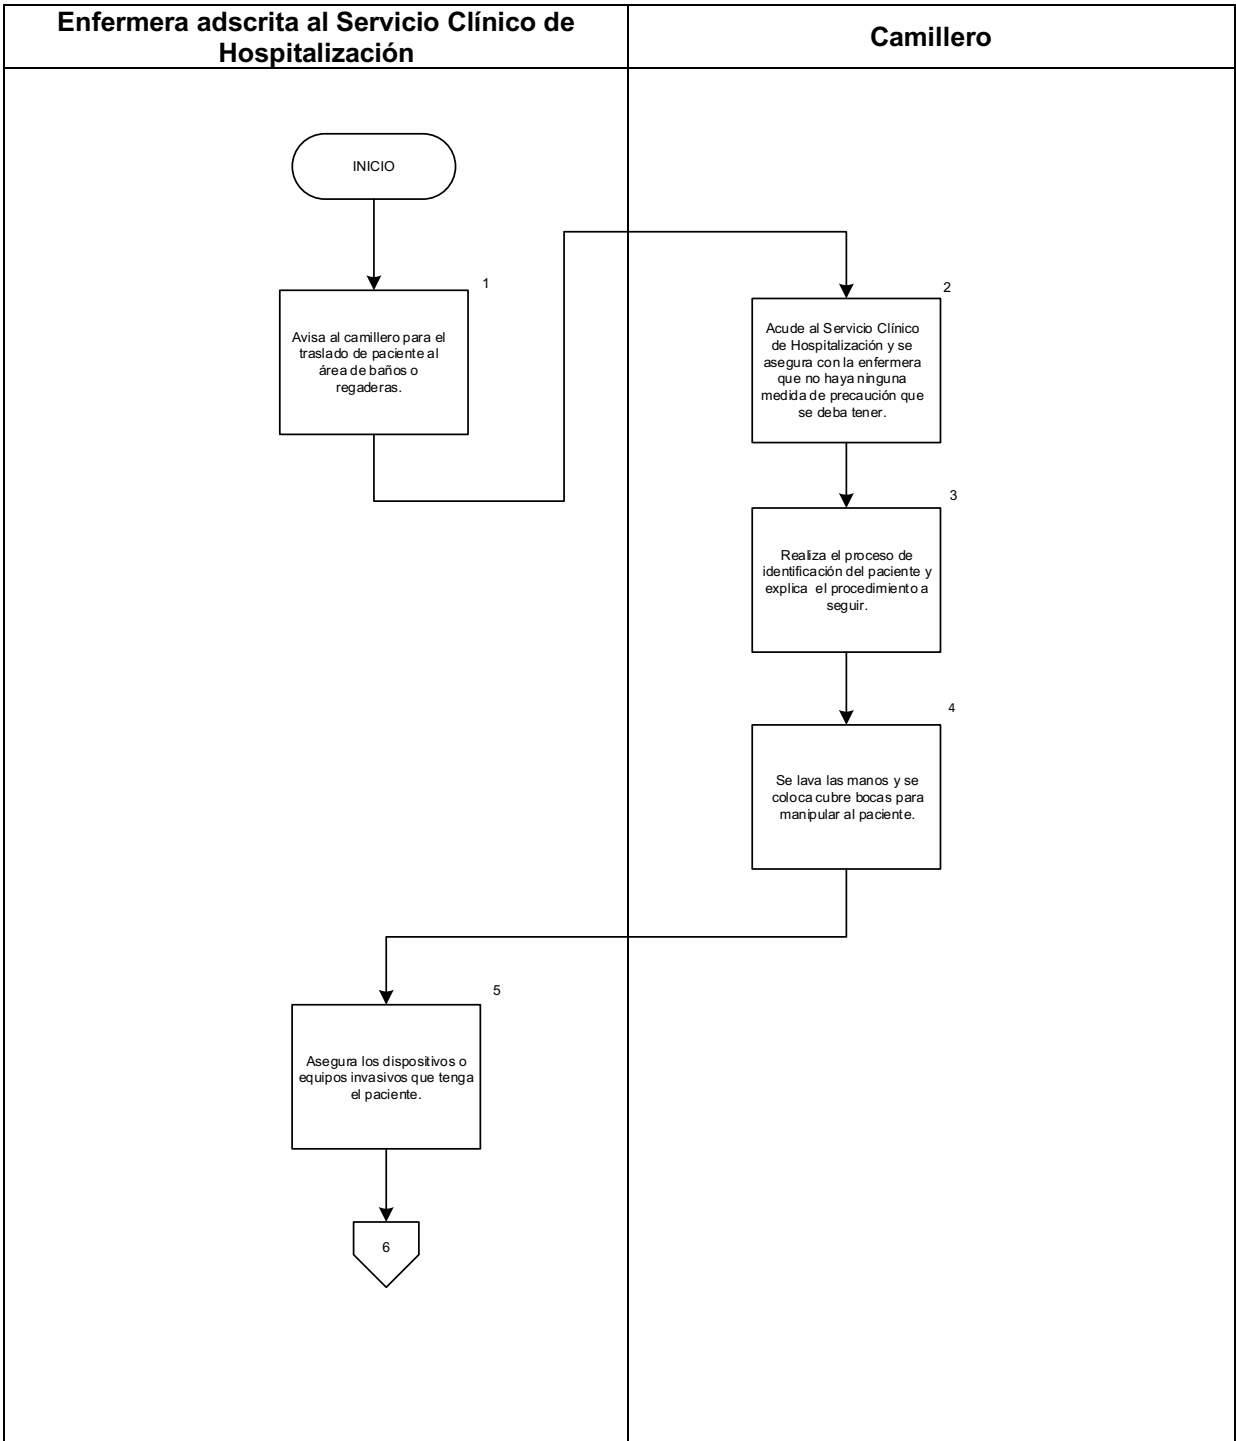 Enfermera adscrita al Servicio Clínico de
Hospitalización
Camillero
INICIO
1
Avisa al camillero para el
traslado de paciente al
área de baños o
regaderas.
2
Acude al Servicio Clínico
de Hospitalización y se
asegura con la enfermera
que no haya ninguna
medida de precaución que
se deba tener.
3
Realiza el proceso de
identificación del paciente y
explica el procedimiento a
seguir.
4
Se lava las manos y se
coloca cubre bocas para
manipular al paciente.
5
Asegura los dispositivos o
equipos invasivos que tenga
el paciente.
6